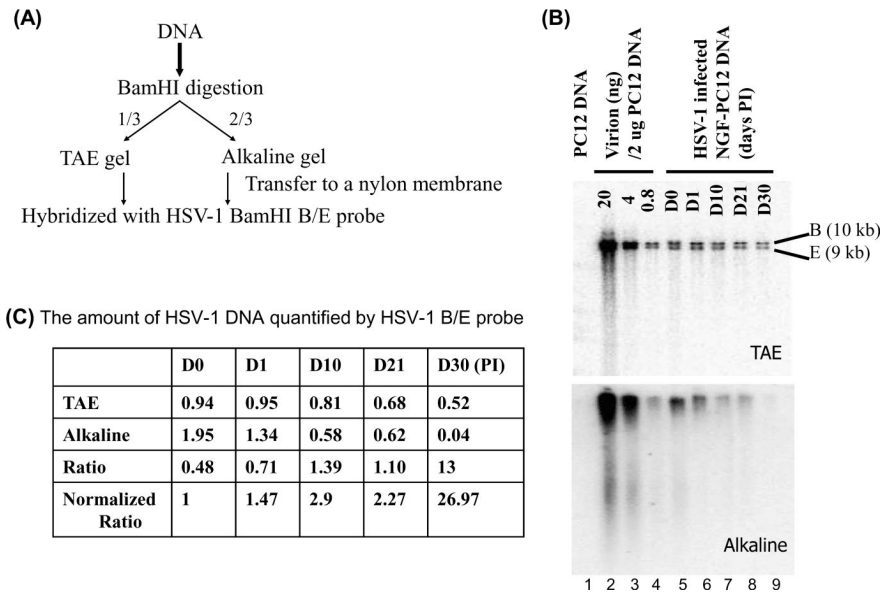 (A)
DNA
BamHI digestion
1/3
2/3
TAE gel
Alkaline gel
Transfer to a nylon membrane
Hybridized with HSV-1 BamHI B/E probe
(B)
PC12 DNA
Virion (ng)
/2 ug PC12 DNA
HSV-1 infected
NGF-PC12 DNA
(days PI)
20 4 0.8 D0 D1 D10 D21 D30
B (10 kb)
E (9 kb)
TAE
Alkaline
1 2 3 4 5 6 7 8 9
(C) The amount of HSV-1 DNA quantified by HSV-1 B/E probe
D0 D1 D10 D21 D30 (PI)
TAE 0.94 0.95 0.81 0.68 0.52
Alkaline 1.95 1.34 0.58 0.62 0.04
Ratio 0.48 0.71 1.39 1.10 13
Normalized 1 1.47 2.9 2.27 26.97
Ratio